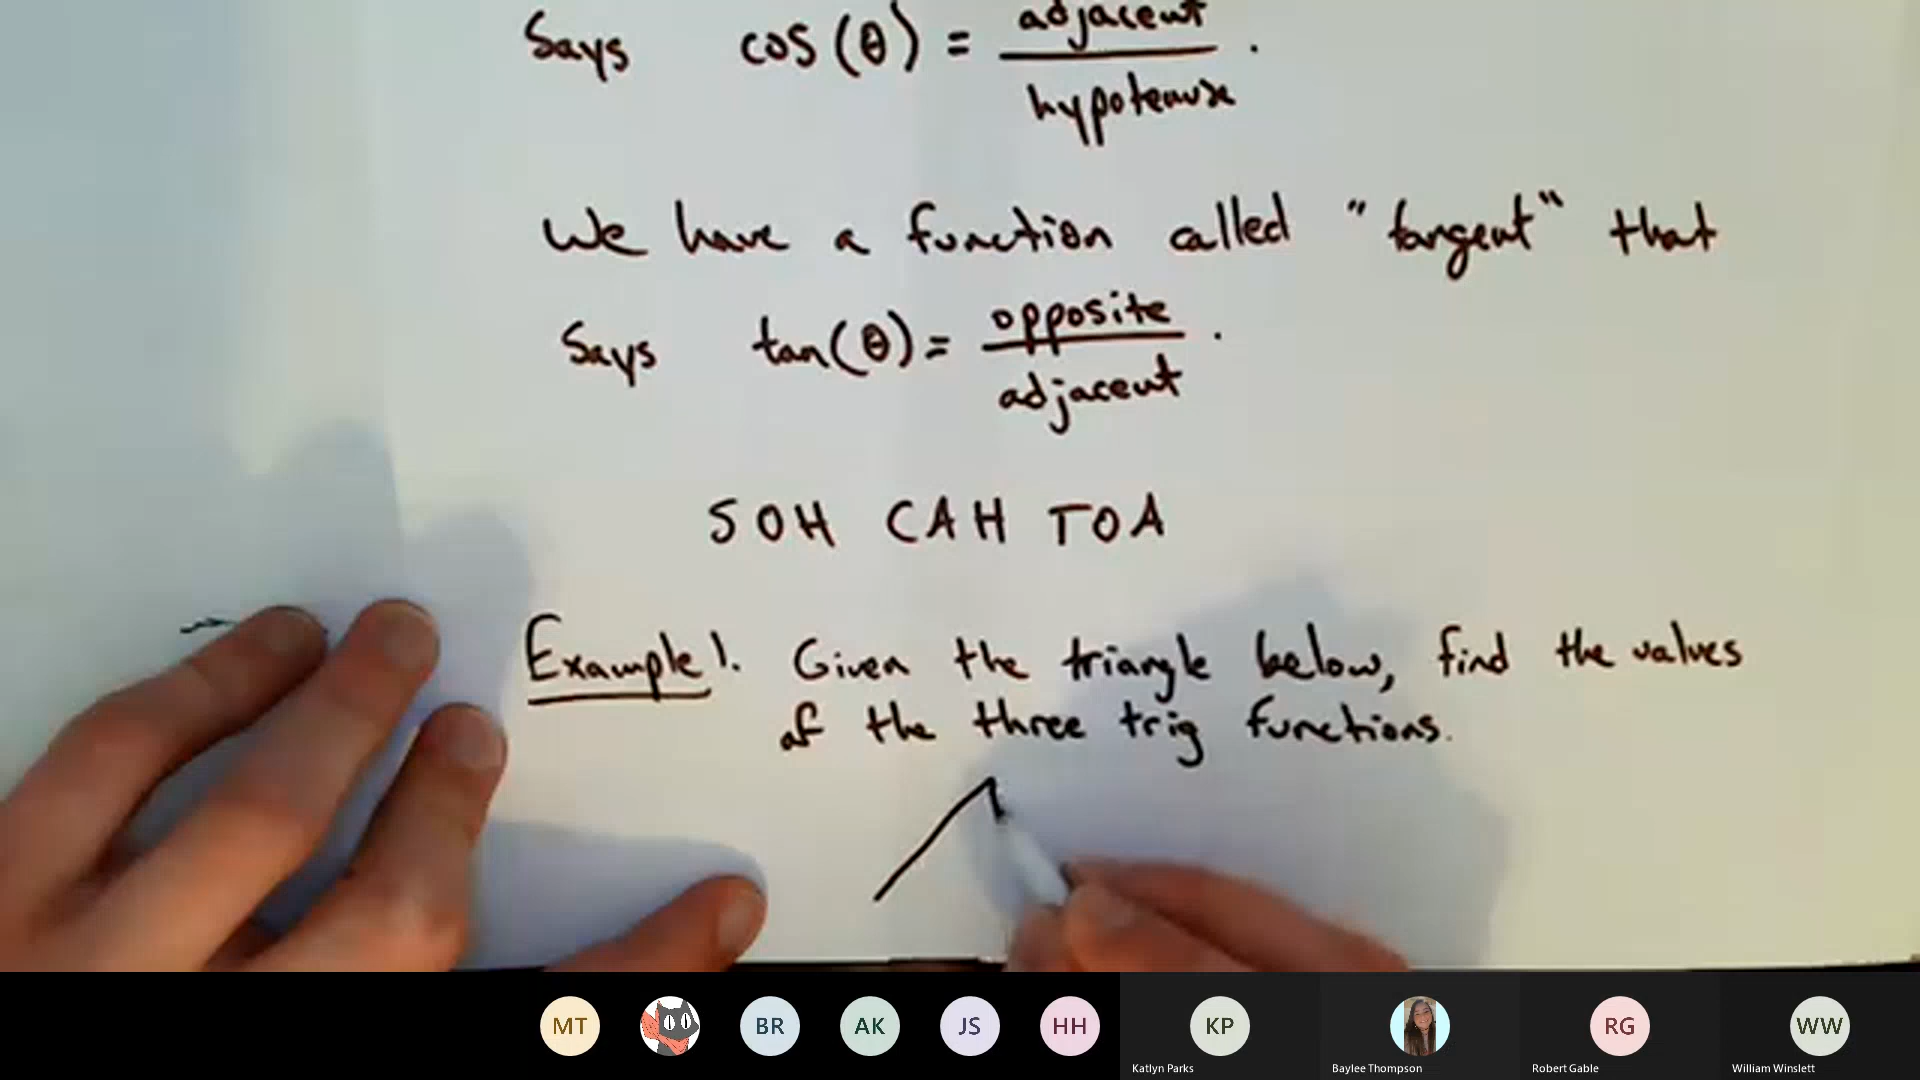 Says cos(θ) = adjacent / hypotenuse .
We have a function called "tangent" that
Says tan(θ) = opposite / adjacent .
SOH CAH TOA
Example 1. Given the triangle below, find the values
of the three trig functions.
MT BR AK JS HH KP RG WW
Katlyn Parks Baylee Thompson Robert Gable William Winslett